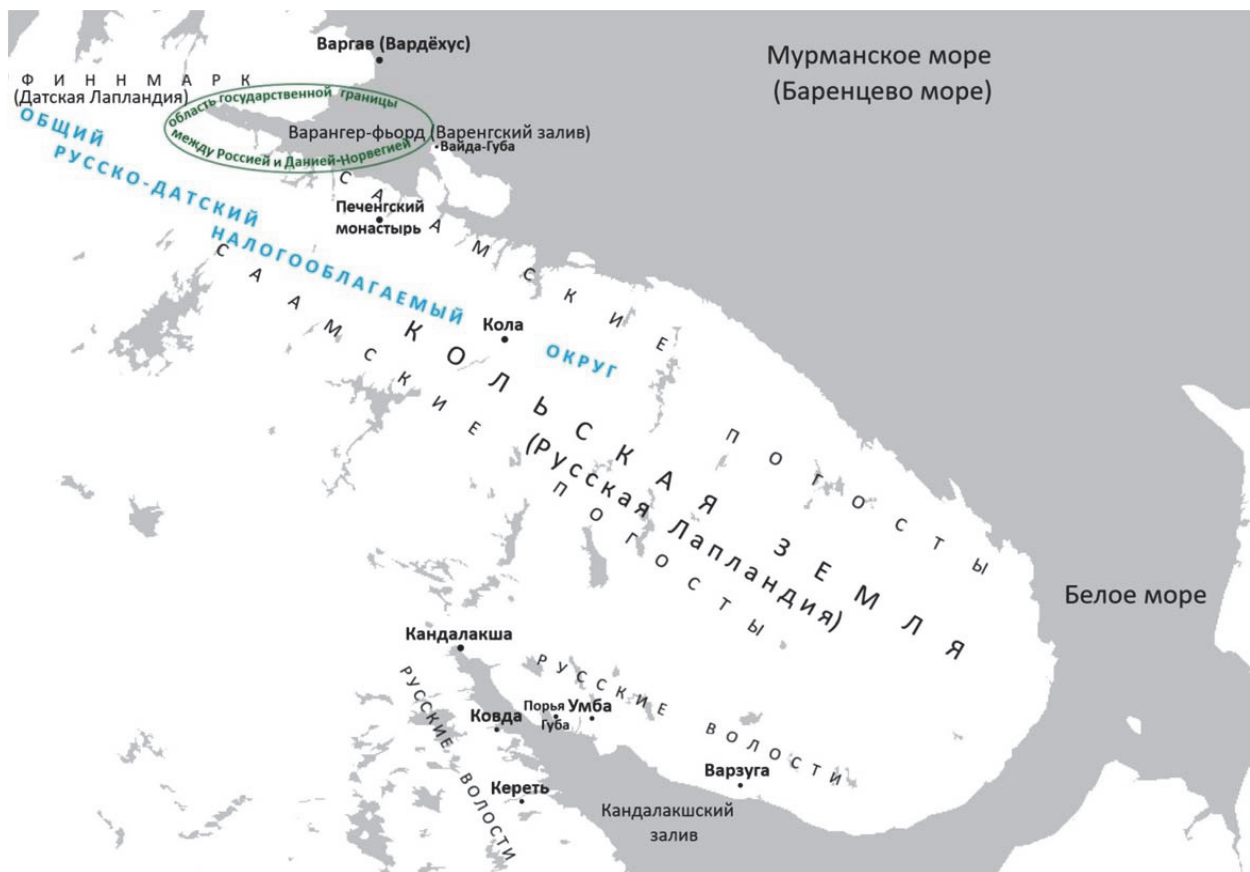 Варгав (Вардёхус)
Мурманское море
(Баренцево море)
ФИННМАРК
(Датская Лапландия)
область государственной границы
между Россией и Данией-Норвегией
Варангер-фьорд (Варенгский залив)
Вайда-Губа
ОБЩИЙ
РУССКО-ДАТСКИЙ
НАЛОГООБЛАГАЕМЫЙ
ОКРУГ
Печенгский
монастырь
СААМСКИЕ
ПОГОСТЫ
СААМСКИЕ
ПОГОСТЫ
Кола
КОЛЬСКАЯ ЗЕМЛЯ
(Русская Лапландия)
Белое море
Кандалакша
РУССКИЕ ВОЛОСТИ
Порья
Губа
Умба
Ковда
РУССКИЕ ВОЛОСТИ
Варзуга
Кереть
Кандалакшский
залив